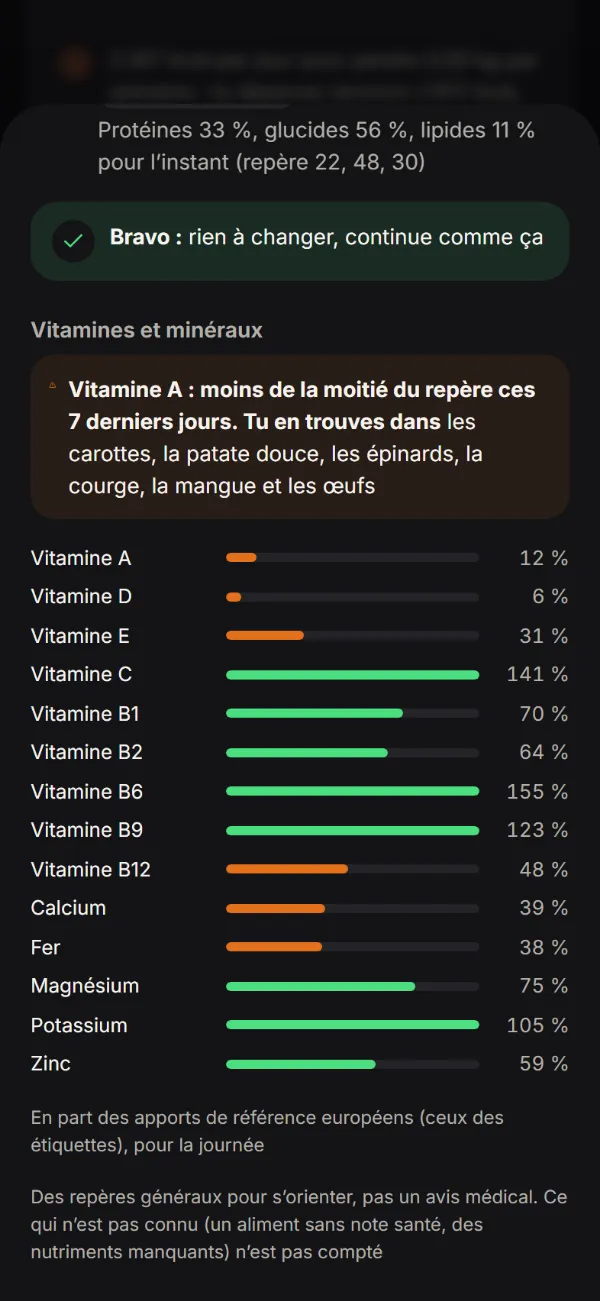 Protéines 33 %, glucides 56 %, lipides 11 %
pour l’instant (repère 22, 48, 30)
Bravo : rien à changer, continue comme ça
Vitamines et minéraux
Vitamine A : moins de la moitié du repère ces
7 derniers jours. Tu en trouves dans les
carottes, la patate douce, les épinards, la
courge, la mangue et les œufs
Vitamine A 12 %
Vitamine D 6 %
Vitamine E 31 %
Vitamine C 141 %
Vitamine B1 70 %
Vitamine B2 64 %
Vitamine B6 155 %
Vitamine B9 123 %
Vitamine B12 48 %
Calcium 39 %
Fer 38 %
Magnésium 75 %
Potassium 105 %
Zinc 59 %
En part des apports de référence européens (ceux des
étiquettes), pour la journée
Des repères généraux pour s’orienter, pas un avis médical. Ce
qui n’est pas connu (un aliment sans note santé, des
nutriments manquants) n’est pas compté